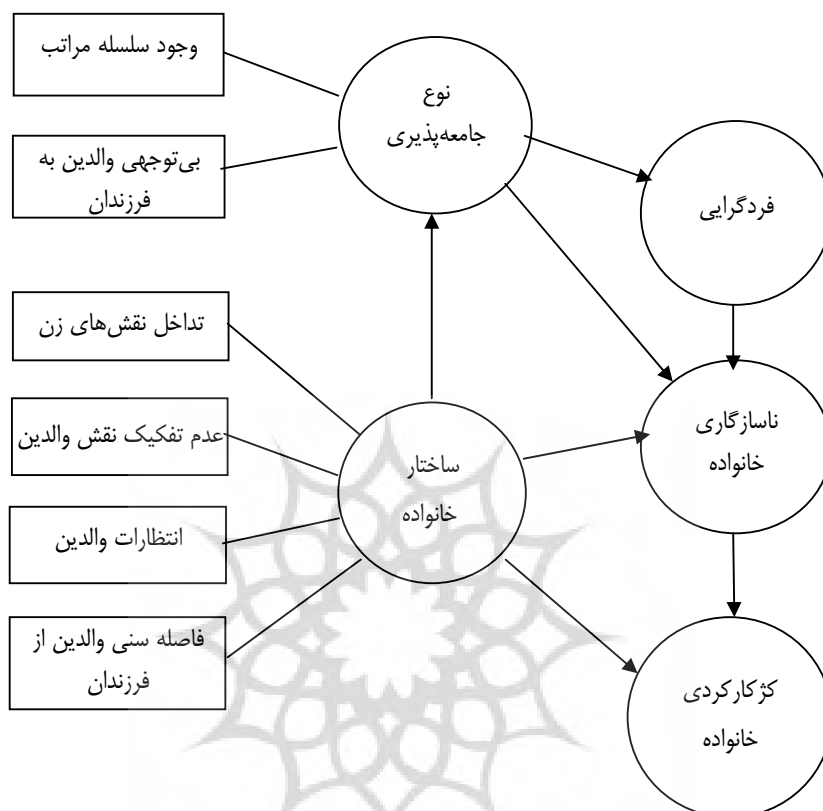 وجود سلسله مراتب
بی‌توجهی والدین به
فرزندان
تداخل نقش‌های زن
عدم تفکیک نقش والدین
انتظارات والدین
فاصله سنی والدین از
فرزندان
نوع
جامعه‌پذیری
ساختار
خانواده
فردگرایی
ناسازگاری
خانواده
کژکارکردی
خانواده